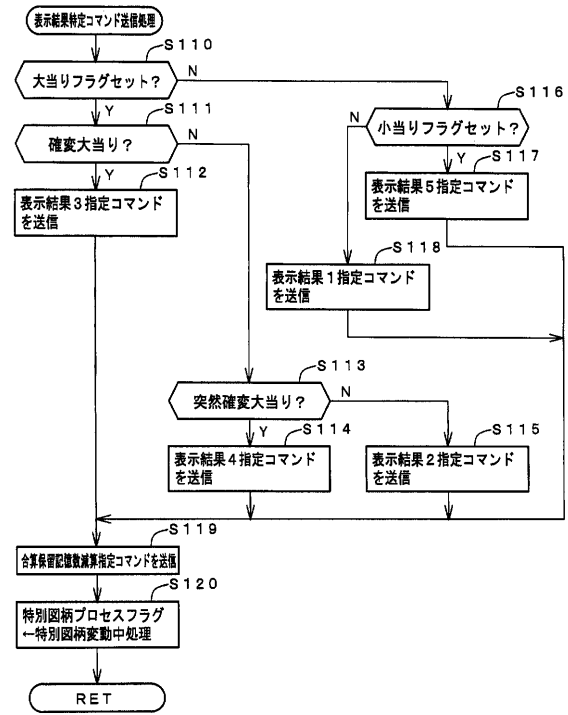 表示結果特定コマンド送信処理
S110
大当りフラグセット？
N
Y
S111
確変大当り？
N
Y
S112
表示結果３指定コマンド
を送信
S116
小当りフラグセット？
N
Y
S117
表示結果５指定コマンド
を送信
S118
表示結果１指定コマンド
を送信
S113
突然確変大当り？
N
Y
S114
表示結果４指定コマンド
を送信
S115
表示結果２指定コマンド
を送信
S119
合算保留記憶数減算指定コマンドを送信
S120
特別図柄プロセスフラグ
←特別図柄変動中処理
RET